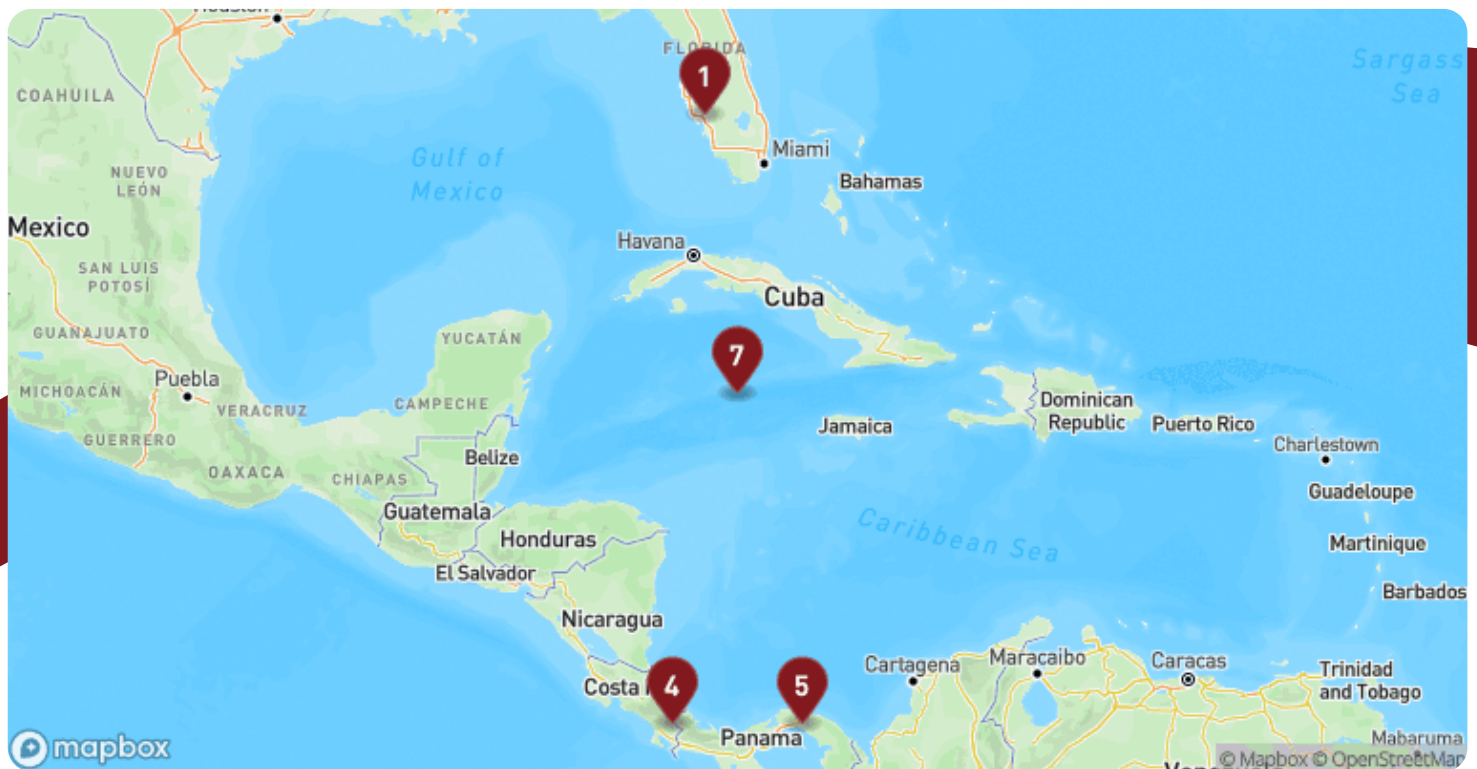 Houston
FLORIDA
1
Sargass
Sea
COAHUILA
Gulf of
Mexico
Miami
NUEVO
LEÓN
Bahamas
Mexico
Havana
SAN LUIS
POTOSÍ
Cuba
GUANAJUATO
YUCATÁN
7
Puebla
MICHOACÁN
VERACRUZ
CAMPECHE
Dominican
Republic
Jamaica
Puerto Rico
GUERRERO
Charlestown
Belize
OAXACA
CHIAPAS
Guadeloupe
Guatemala
Caribbean Sea
Honduras
Martinique
El Salvador
Barbados
Nicaragua
Cartagena
Maracaibo
Caracas
Trinidad
and Tobago
Costa
4
5
Panama
Mabaruma
mapbox
© Mapbox © OpenStreetMap